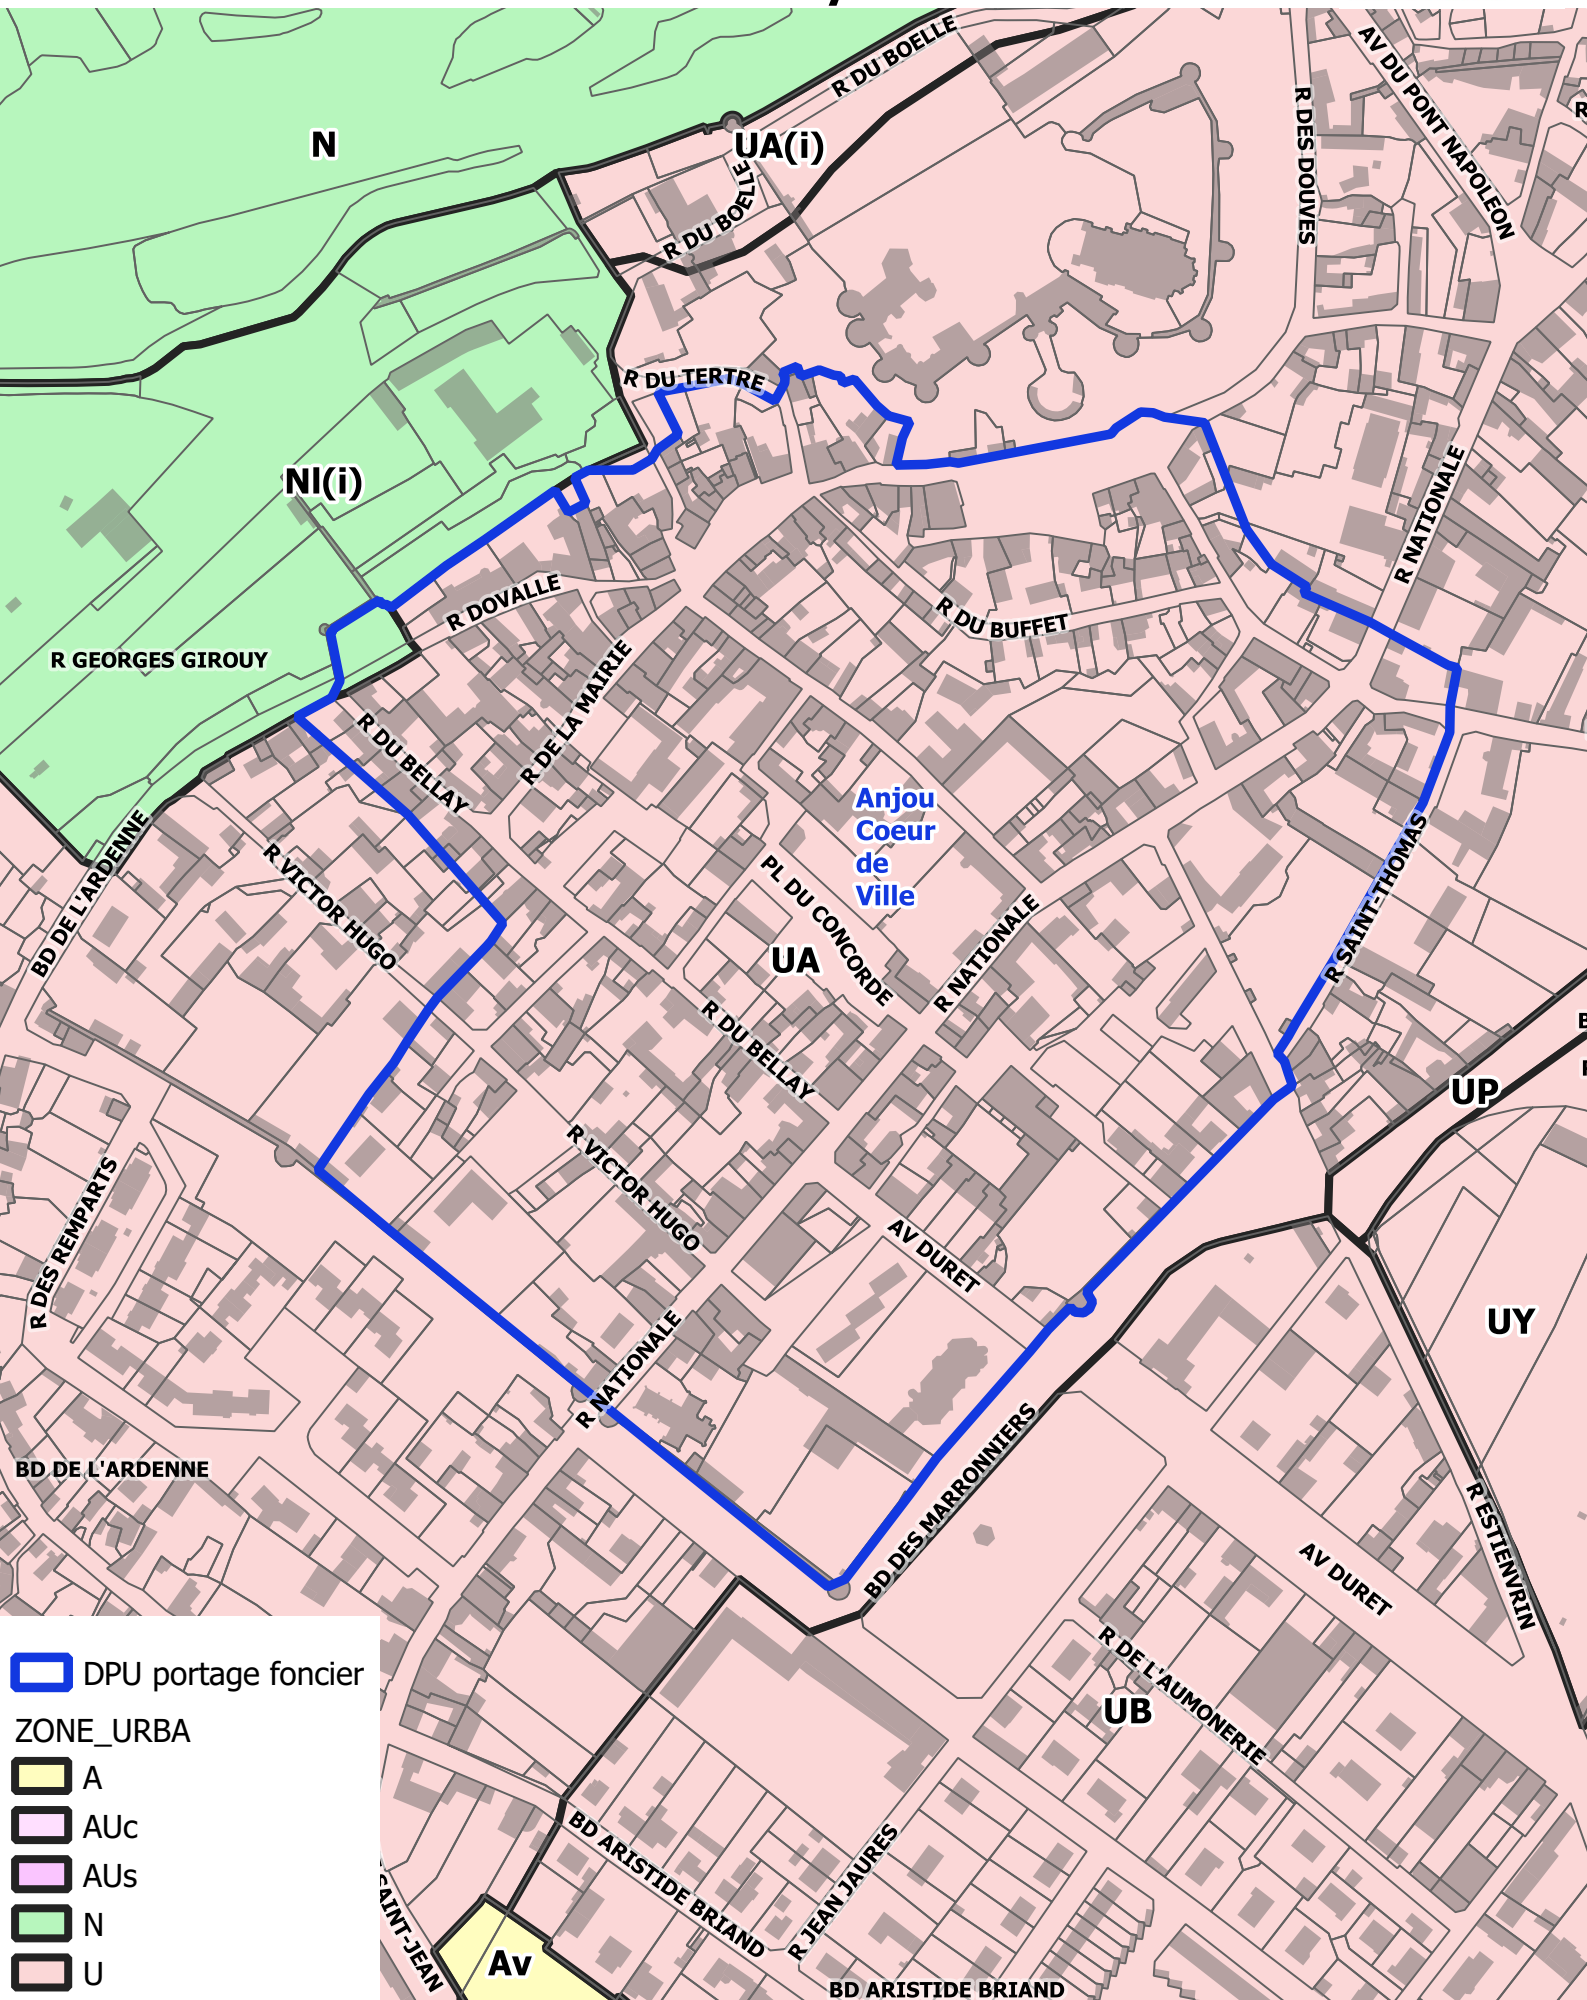 R DU BOELLE
AV DU PONT NAPOLEON
R DES DOUVES
N
UA(i)
R DU BOELLE
R DU TERTRE
Nl(i)
R NATIONALE
R DOVALLE
R DU BUFFET
R GEORGES GIROUY
R DE LA MAIRIE
R DU BELLAY
Anjou
Coeur
de
Ville
BD DE L'ARDENNE
R VICTOR HUGO
PL DU CONCORDE
R SAINT-THOMAS
UA
R NATIONALE
R DU BELLAY
UP
R VICTOR HUGO
R DES REMPARTS
AV DURET
UY
R NATIONALE
BD DE L'ARDENNE
BD DES MARRONNIERS
R ESTIENVRIN
AV DURET
R DE L'AUMONERIE
UB
DPU portage foncier
ZONE_URBA
A
AUc
AUs
N
U
BD ARISTIDE BRIAND
R JEAN JAURES
SAINT-JEAN
Av
BD ARISTIDE BRIAND